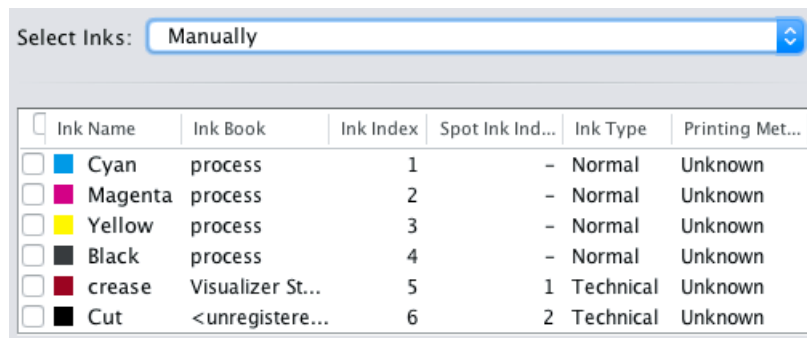 Select Inks: Manually
Ink Name Ink Book Ink Index Spot Ink Ind... Ink Type Printing Met...
Cyan process 1 - Normal Unknown
Magenta process 2 - Normal Unknown
Yellow process 3 - Normal Unknown
Black process 4 - Normal Unknown
crease Visualizer St... 5 1 Technical Unknown
Cut <unregistere... 6 2 Technical Unknown